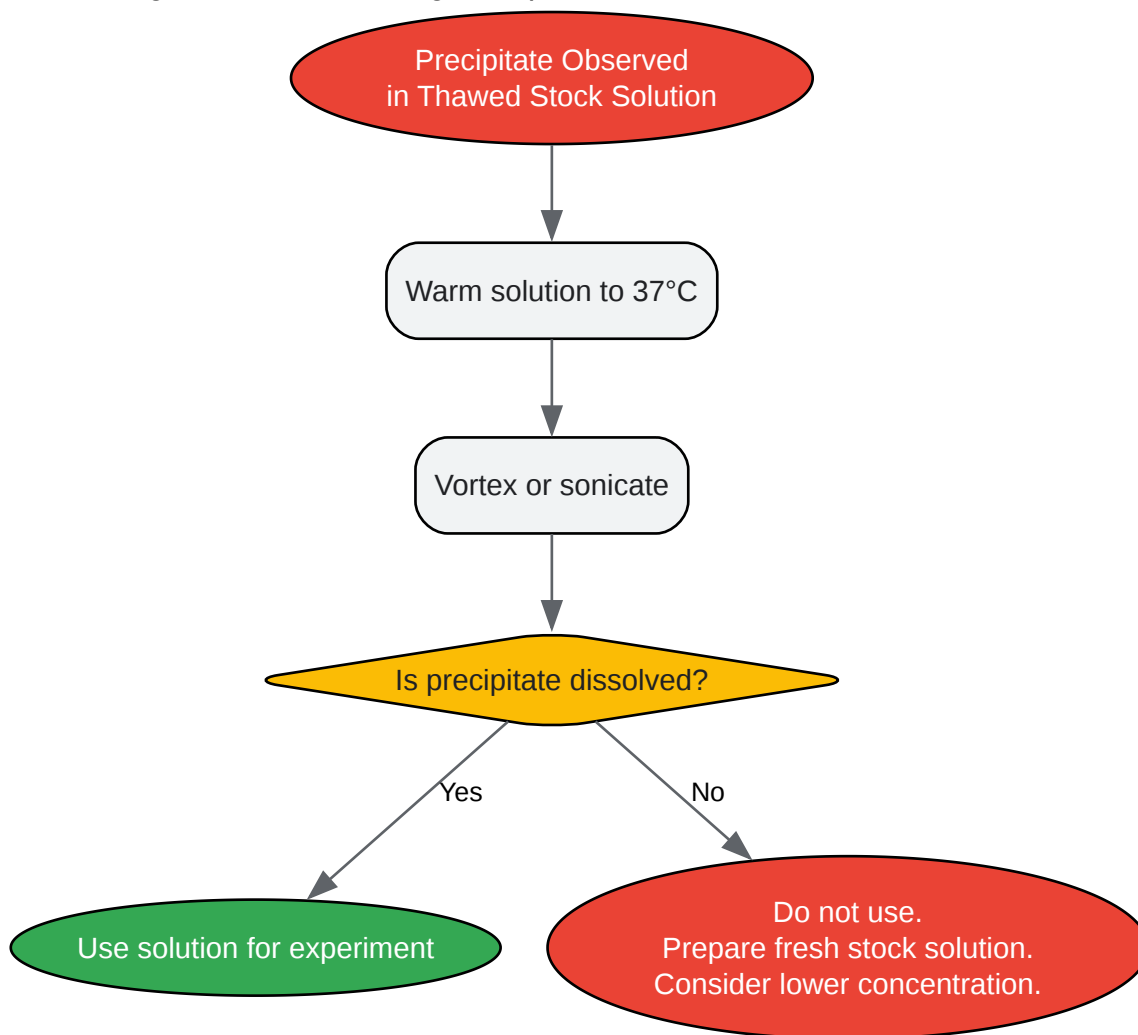 Precipitate Observed
in Thawed Stock Solution
Warm solution to 37°C
Vortex or sonicate
Is precipitate dissolved?
Yes
No
Use solution for experiment
Do not use.
Prepare fresh stock solution.
Consider lower concentration.